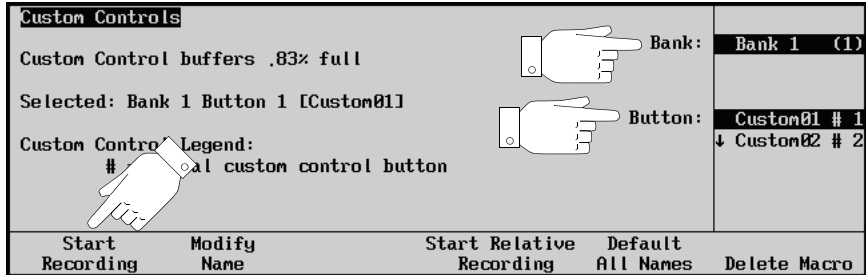 Custom Controls
Custom Control buffers .83% full
Selected: Bank 1 Button 1 [Custom01]
Custom Control Legend:
# al custom control button
Bank: Bank 1 (1)
Button: Custom01 # 1
↓ Custom02 # 2
Start Recording
Modify Name
Start Relative Recording
Default All Names
Delete Macro